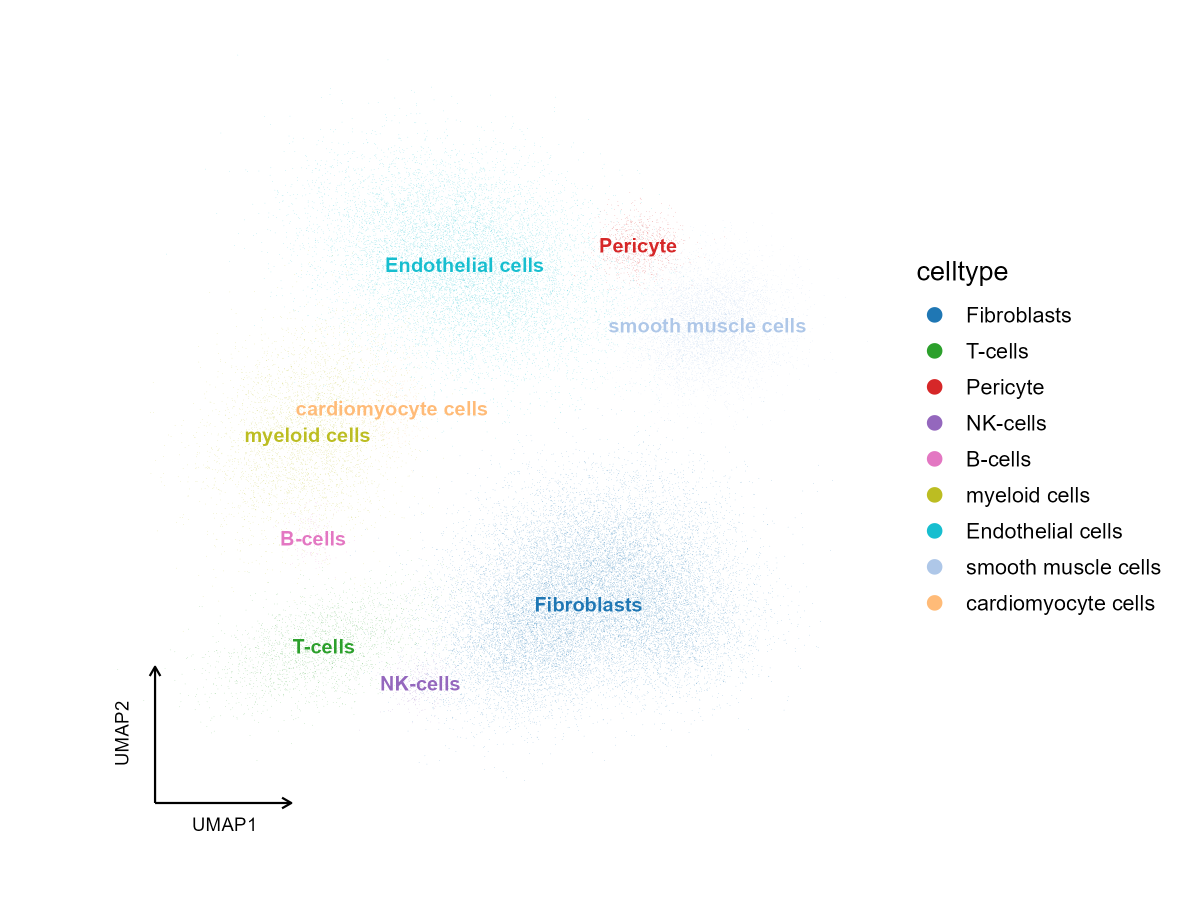 Pericyte
Endothelial cells
smooth muscle cells
cardiomyocyte cells
myeloid cells
B-cells
Fibroblasts
T-cells
NK-cells
UMAP2
UMAP1
celltype
Fibroblasts
T-cells
Pericyte
NK-cells
B-cells
myeloid cells
Endothelial cells
smooth muscle cells
cardiomyocyte cells